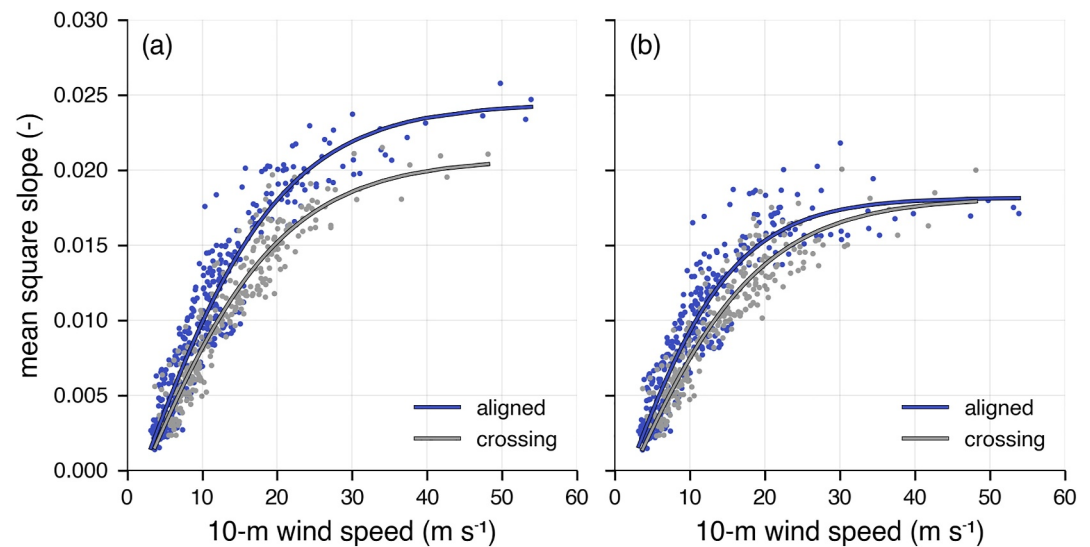 (a)
(b)
mean square slope (-)
0.030
0.025
0.020
0.015
0.010
0.005
0.000
aligned
crossing
aligned
crossing
0 10 20 30 40 50 60
0 10 20 30 40 50 60
10-m wind speed (m s⁻¹)
10-m wind speed (m s⁻¹)